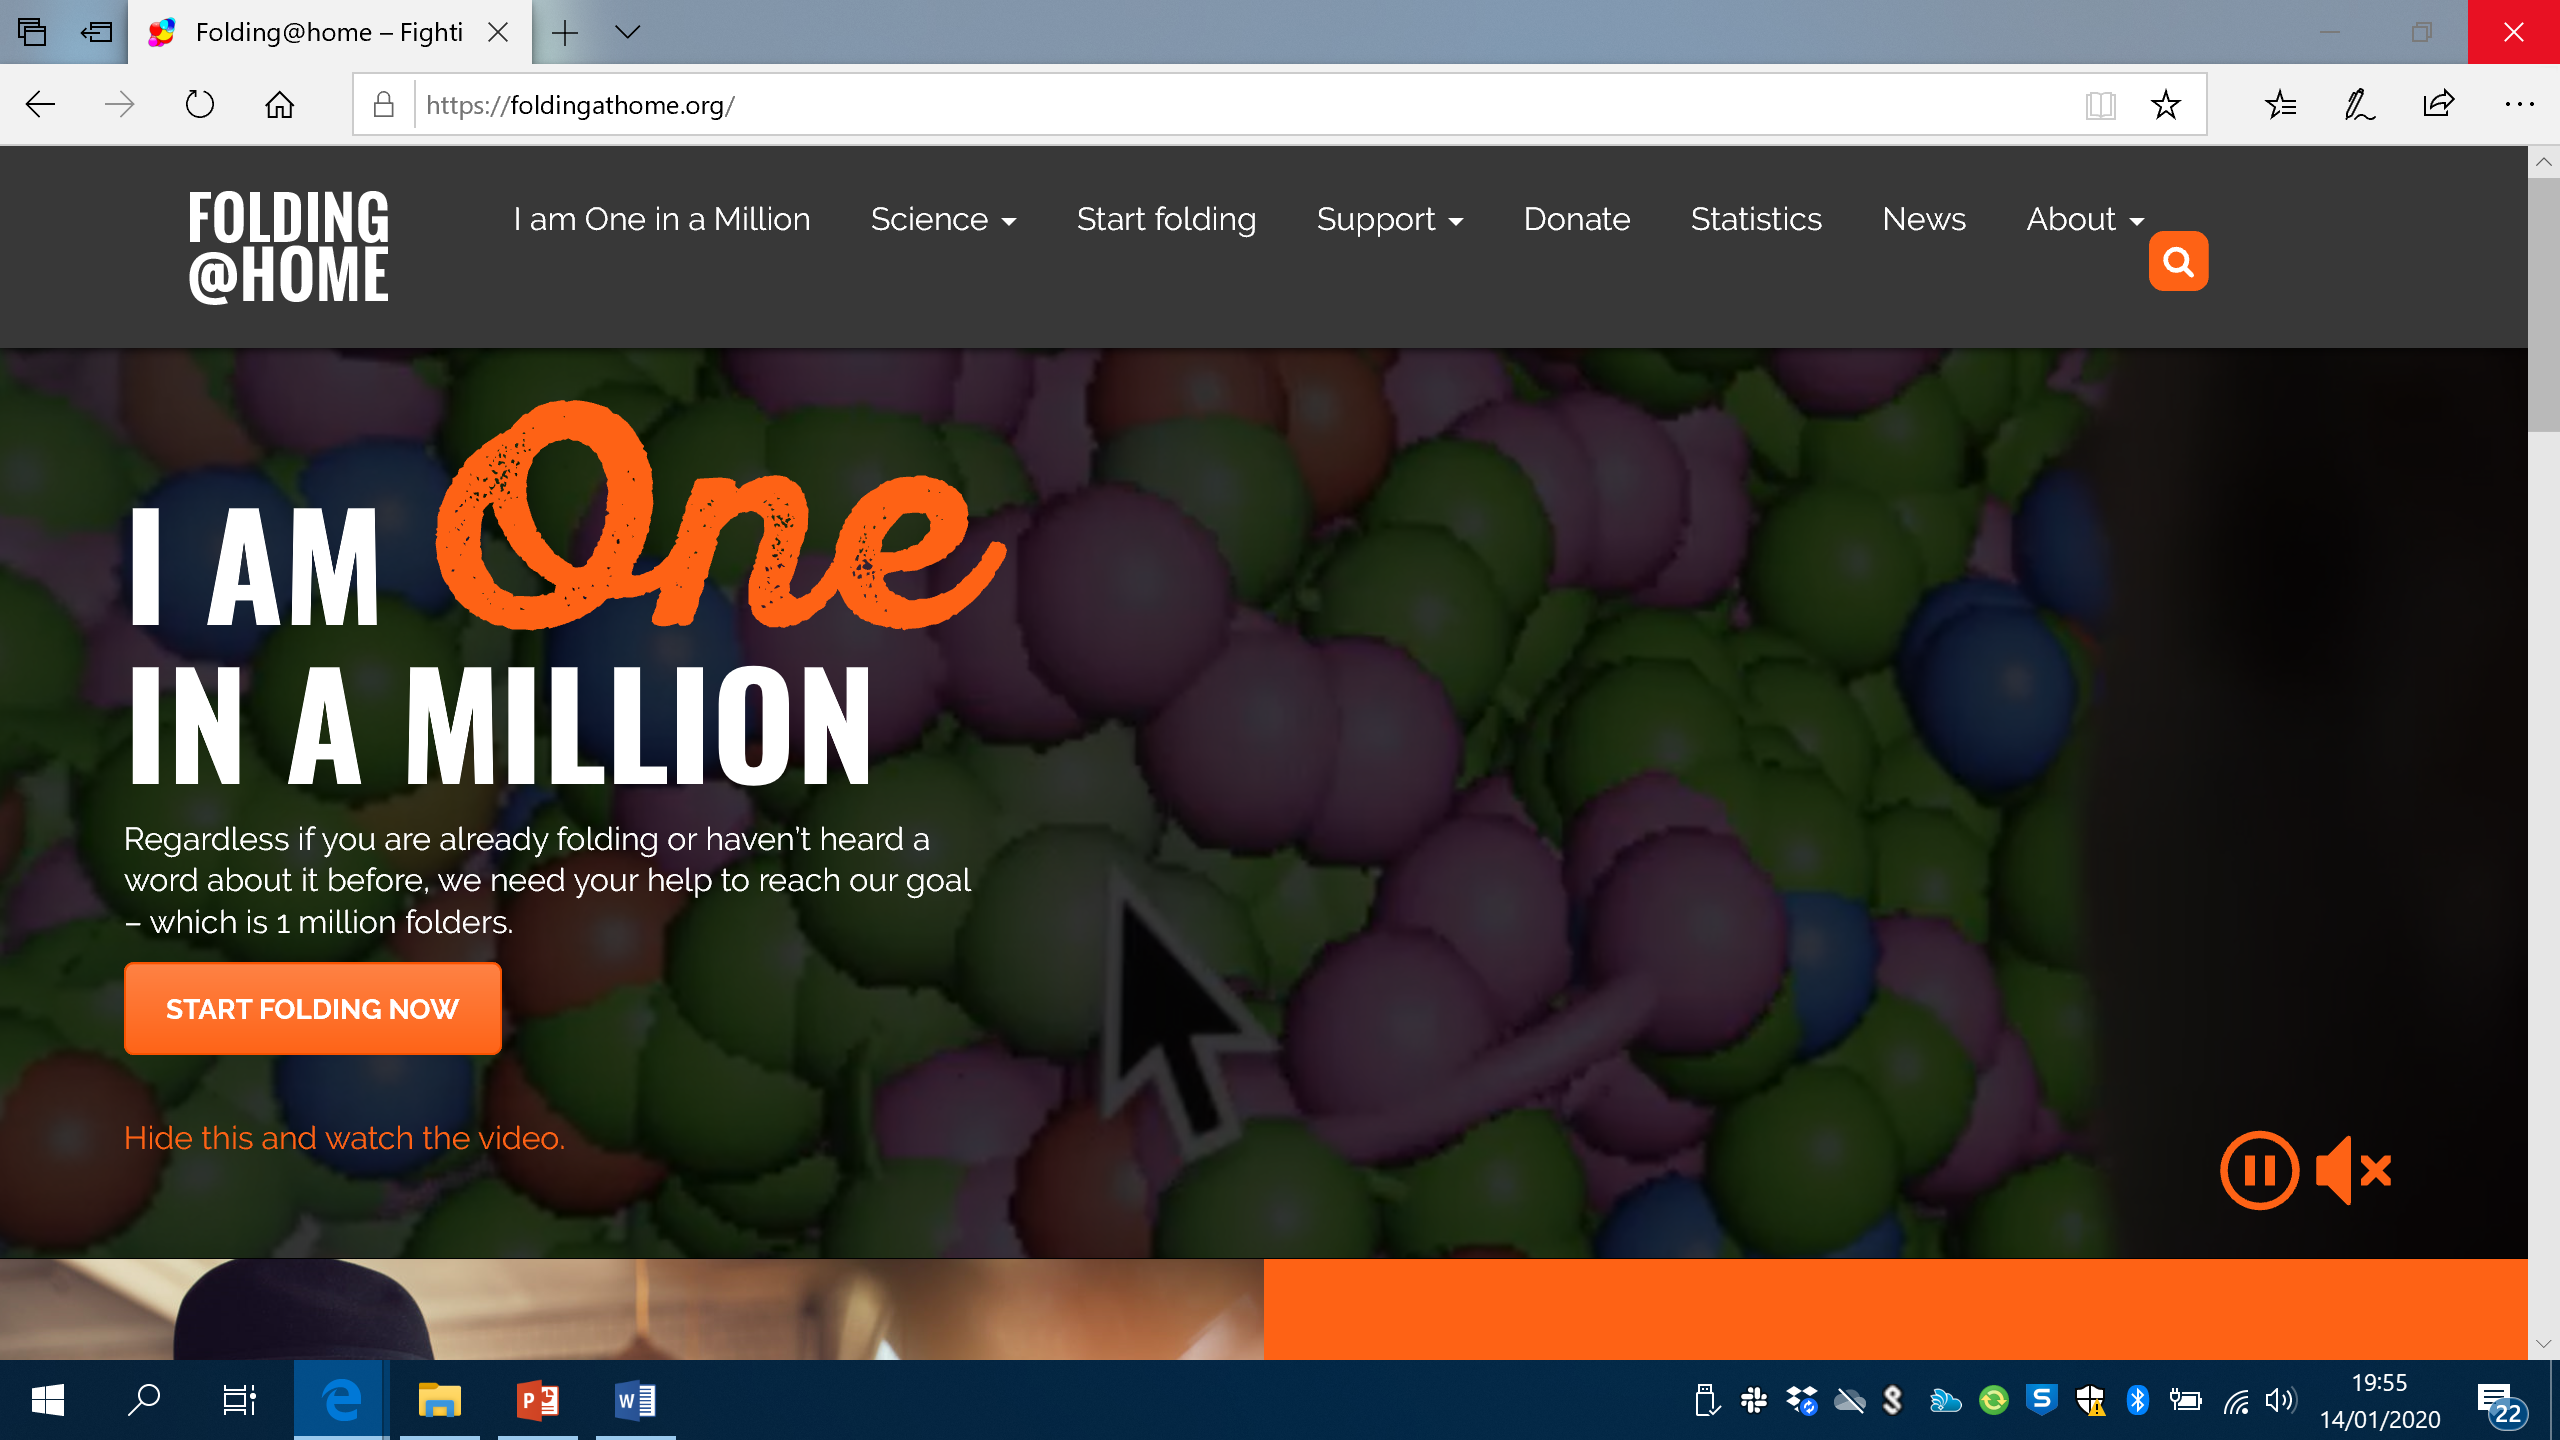 Folding@home – Fighti
https://foldingathome.org/
FOLDING
@HOME
I am One in a Million
Science
Start folding
Support
Donate
Statistics
News
About
I AM One
IN A MILLION
Regardless if you are already folding or haven’t heard a
word about it before, we need your help to reach our goal
– which is 1 million folders.
START FOLDING NOW
Hide this and watch the video.
19:55
14/01/2020
22